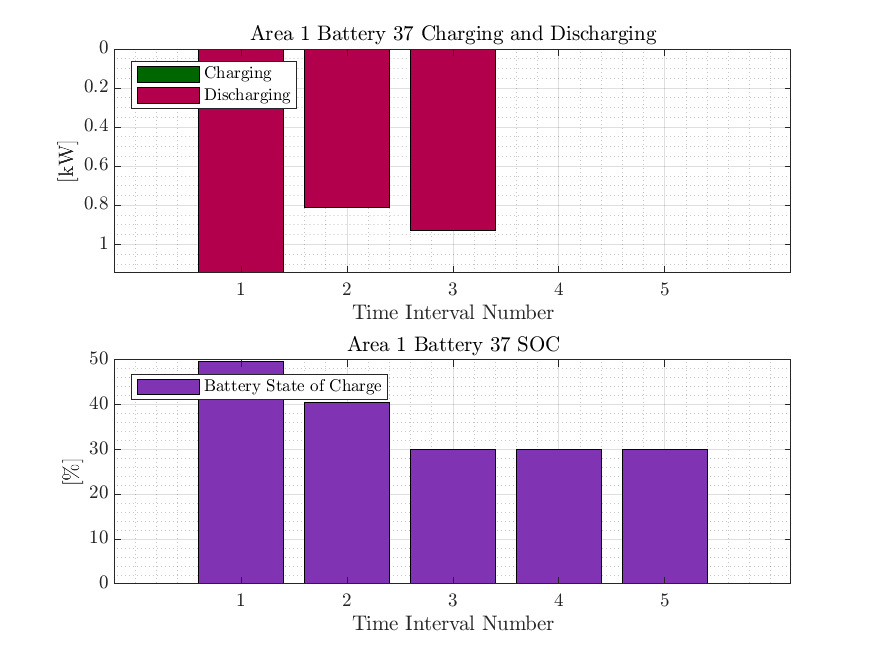 Area 1 Battery 37 Charging and Discharging
0
0.2
0.4
0.6
0.8
1
[kW]
Charging
Discharging
1 2 3 4 5
Time Interval Number
Area 1 Battery 37 SOC
50
40
30
20
10
0
[%]
Battery State of Charge
1 2 3 4 5
Time Interval Number